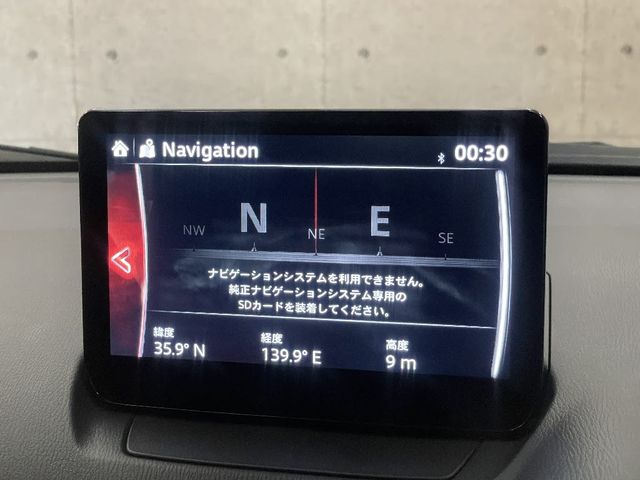 Navigation
00:30
NW N NE E SE
ナビゲーションシステムを利用できません。
純正ナビゲーションシステム専用の
SDカードを装着してください。
緯度 経度 高度
35.9° N 139.9° E 9 m